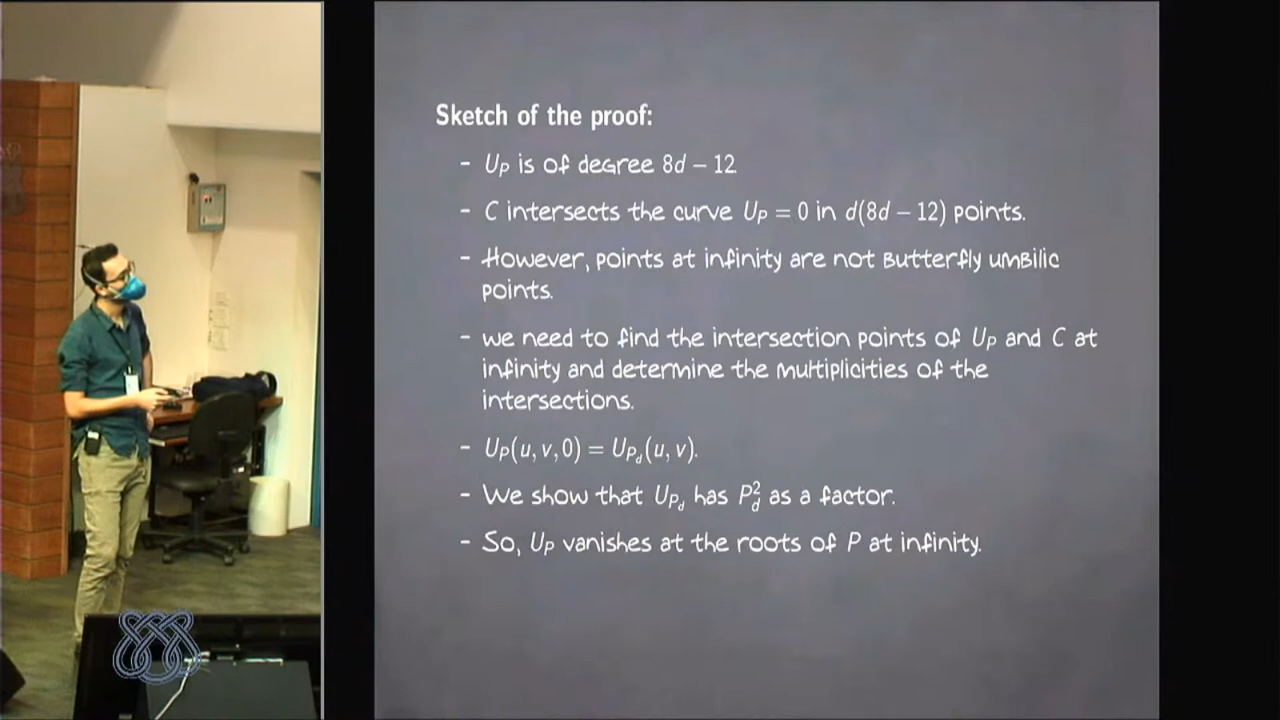 Sketch of the proof:
- U_P is of degree 8d − 12.
- C intersects the curve U_P = 0 in d(8d − 12) points.
- However, points at infinity are not butterfly umbilic
points.
- we need to find the intersection points of U_P and C at
infinity and determine the multiplicities of the
intersections.
- U_P(u, v, 0) = U_{P_d}(u, v).
- We show that U_{P_d} has P_d^2 as a factor.
- So, U_P vanishes at the roots of P at infinity.